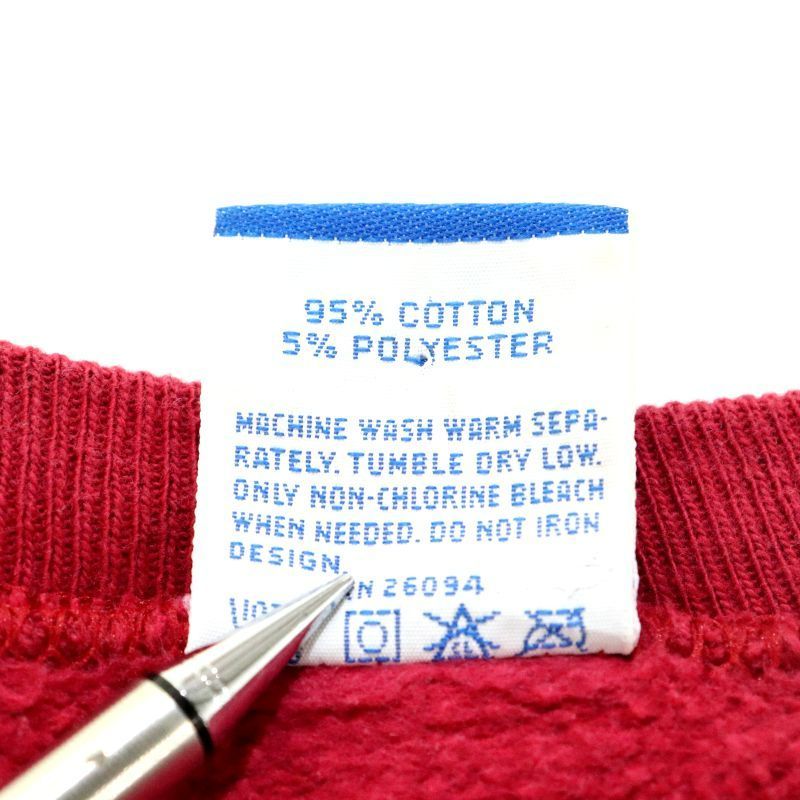 95% COTTON
5% POLYESTER
MACHINE WASH WARM SEPA-
RATELY. TUMBLE DRY LOW.
ONLY NON-CHLORINE BLEACH
WHEN NEEDED. DO NOT IRON
DESIGN.
26094